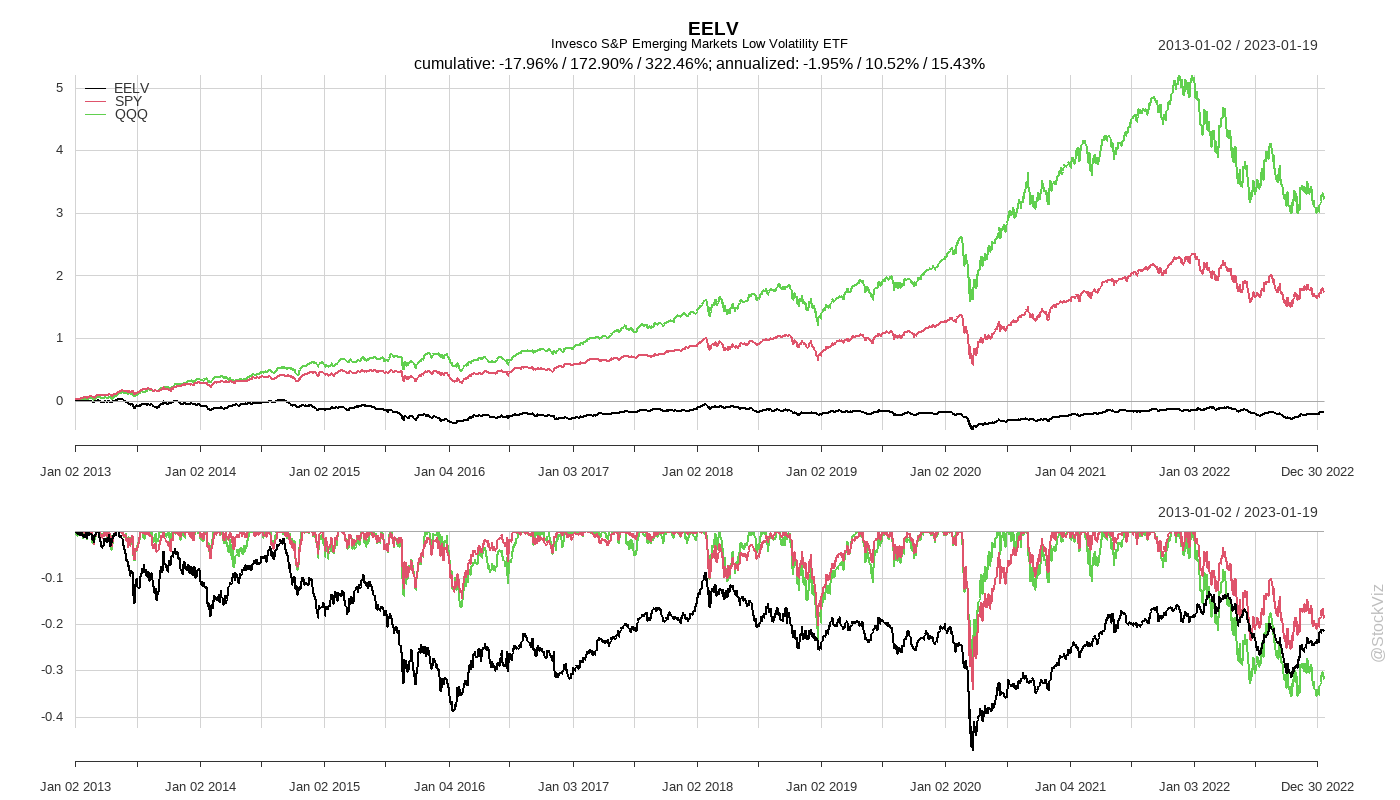 EELV
Invesco S&P Emerging Markets Low Volatility ETF
2013-01-02 / 2023-01-19
cumulative: -17.96% / 172.90% / 322.46%; annualized: -1.95% / 10.52% / 15.43%
EELV
SPY
QQQ
5
4
3
2
1
0
Jan 02 2013 Jan 02 2014 Jan 02 2015 Jan 04 2016 Jan 03 2017 Jan 02 2018 Jan 02 2019 Jan 02 2020 Jan 04 2021 Jan 03 2022 Dec 30 2022
2013-01-02 / 2023-01-19
-0.1
-0.2
-0.3
-0.4
Jan 02 2013 Jan 02 2014 Jan 02 2015 Jan 04 2016 Jan 03 2017 Jan 02 2018 Jan 02 2019 Jan 02 2020 Jan 04 2021 Jan 03 2022 Dec 30 2022
@StockViz